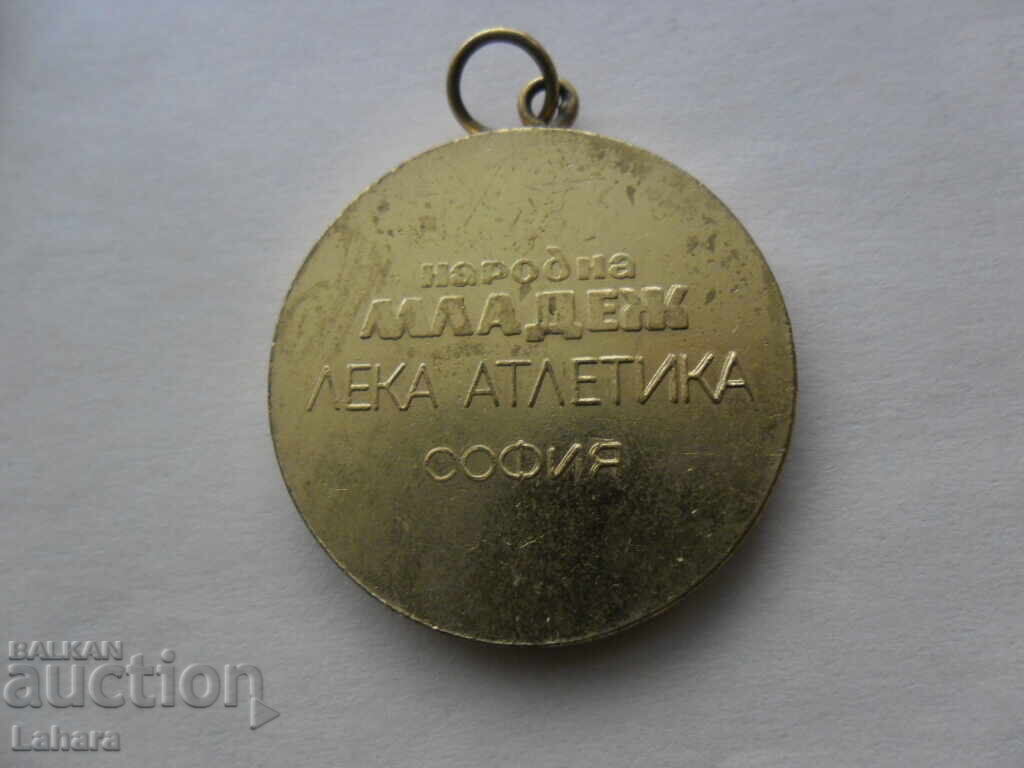 народна
МЛАДЕЖ
ЛЕКА АТЛЕТИКА
СОФИЯ
BALKAN
auction
Lahara